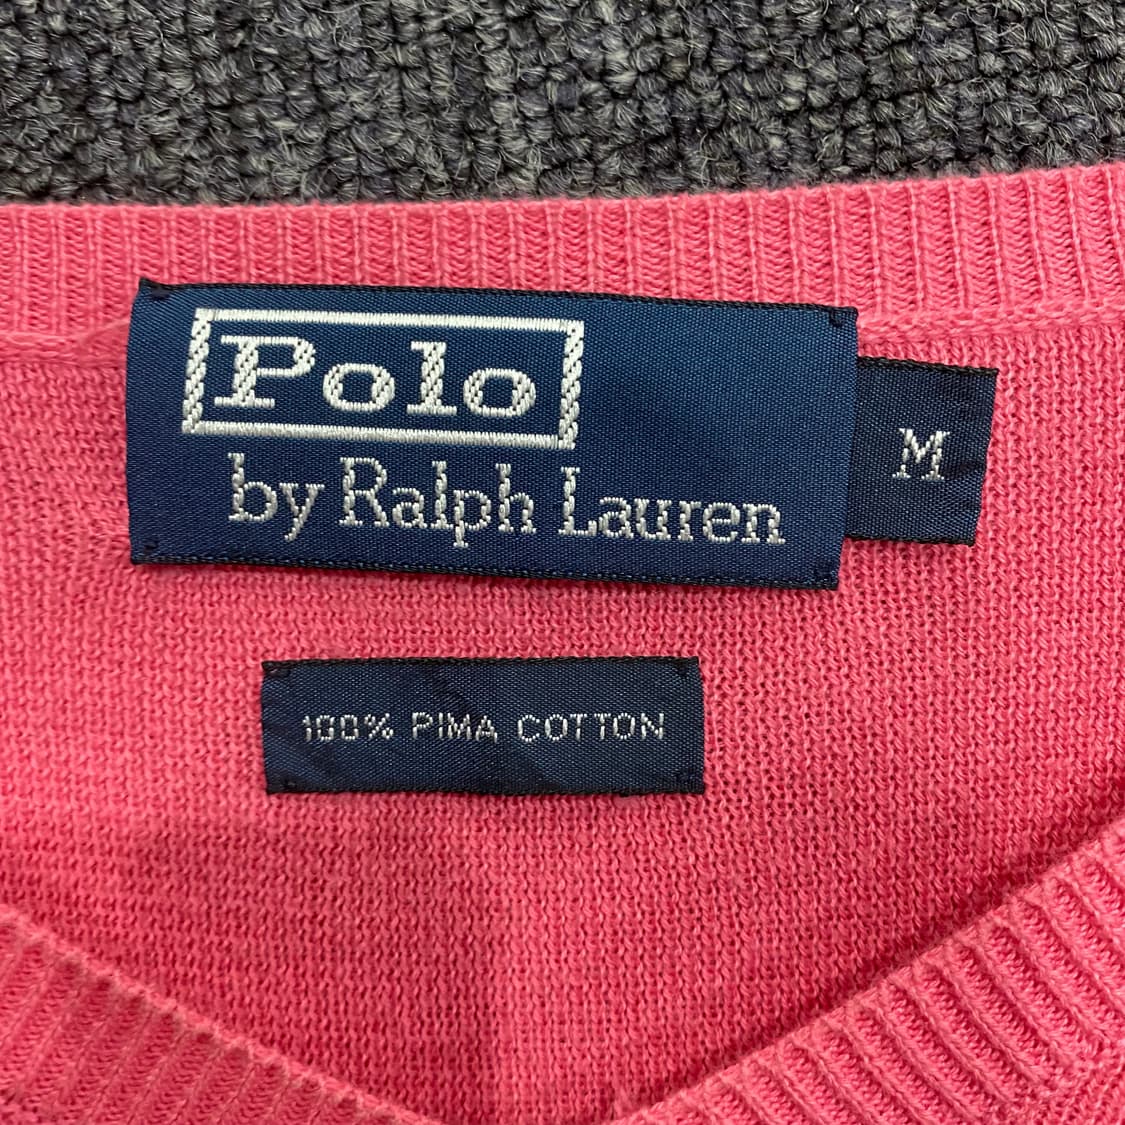 Polo
by Ralph Lauren
M
100% PIMA COTTON